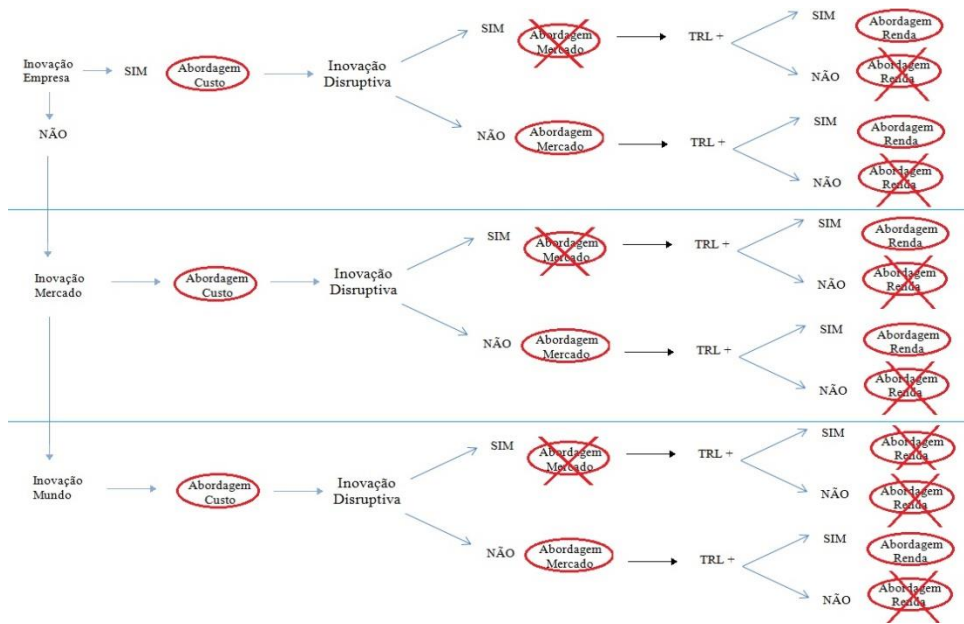 SIM
Abordagem
Renda
SIM
Abordagem
Mercado
TRL +
Inovação
Empresa
SIM
Abordagem
Custo
Inovação
Disruptiva
NÃO
Abordagem
Renda
NÃO
NÃO
Abordagem
Mercado
TRL +
SIM
Abordagem
Renda
NÃO
Abordagem
Renda
SIM
Abordagem
Renda
SIM
Abordagem
Mercado
TRL +
Inovação
Mercado
Abordagem
Custo
Inovação
Disruptiva
NÃO
Abordagem
Renda
NÃO
Abordagem
Mercado
TRL +
SIM
Abordagem
Renda
NÃO
Abordagem
Renda
SIM
Abordagem
Renda
SIM
Abordagem
Mercado
TRL +
Inovação
Mundo
Abordagem
Custo
Inovação
Disruptiva
NÃO
Abordagem
Renda
NÃO
Abordagem
Mercado
TRL +
SIM
Abordagem
Renda
NÃO
Abordagem
Renda